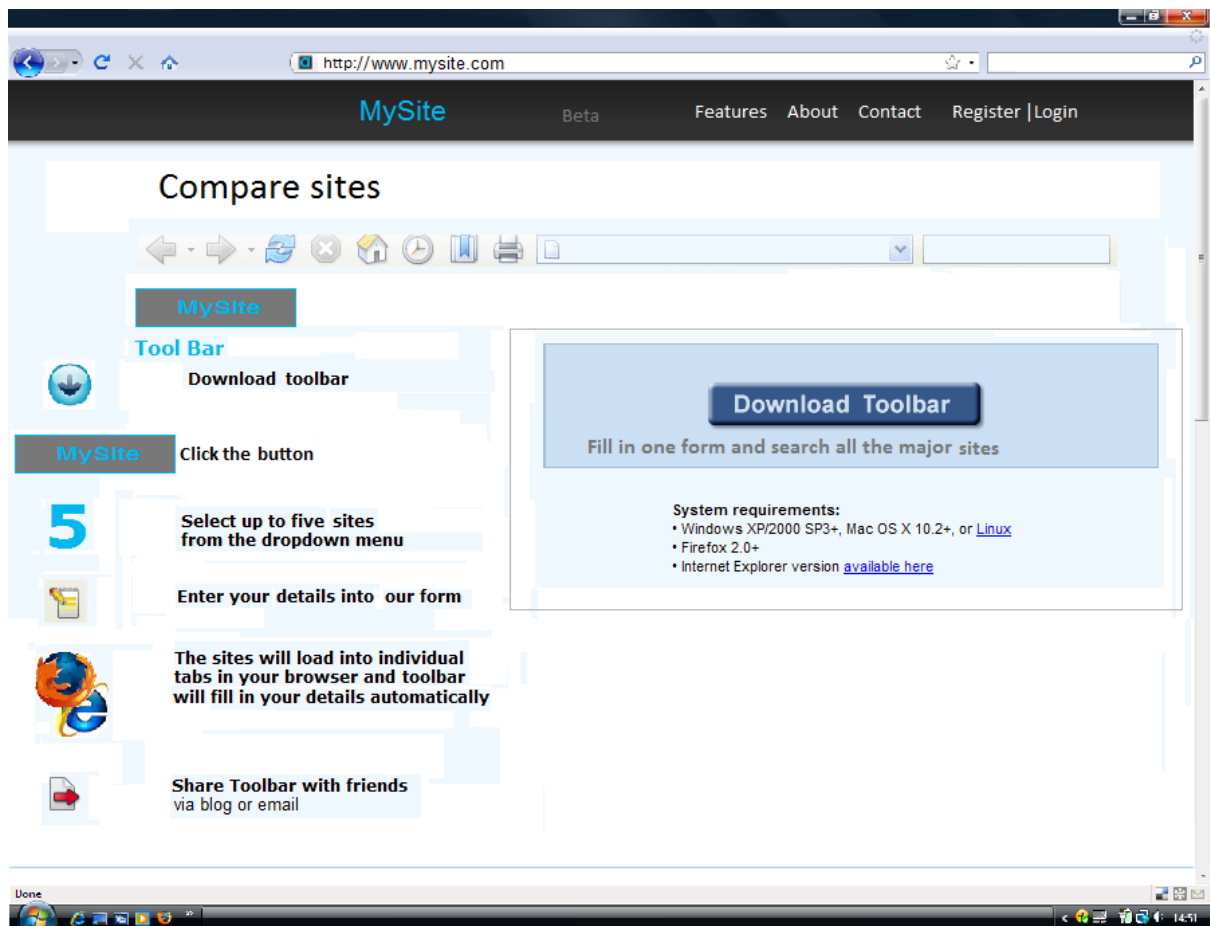 http://www.mysite.com
MySite Beta Features About Contact Register |Login
Compare sites
MySIte
Tool Bar
Download toolbar
MySIte Click the button
5 Select up to five sites
from the dropdown menu
Enter your details into our form
The sites will load into individual
tabs in your browser and toolbar
will fill in your details automatically
Share Toolbar with friends
via blog or email
Download Toolbar
Fill in one form and search all the major sites
System requirements:
• Windows XP/2000 SP3+, Mac OS X 10.2+, or Linux
• Firefox 2.0+
• Internet Explorer version available here
Done
14:51